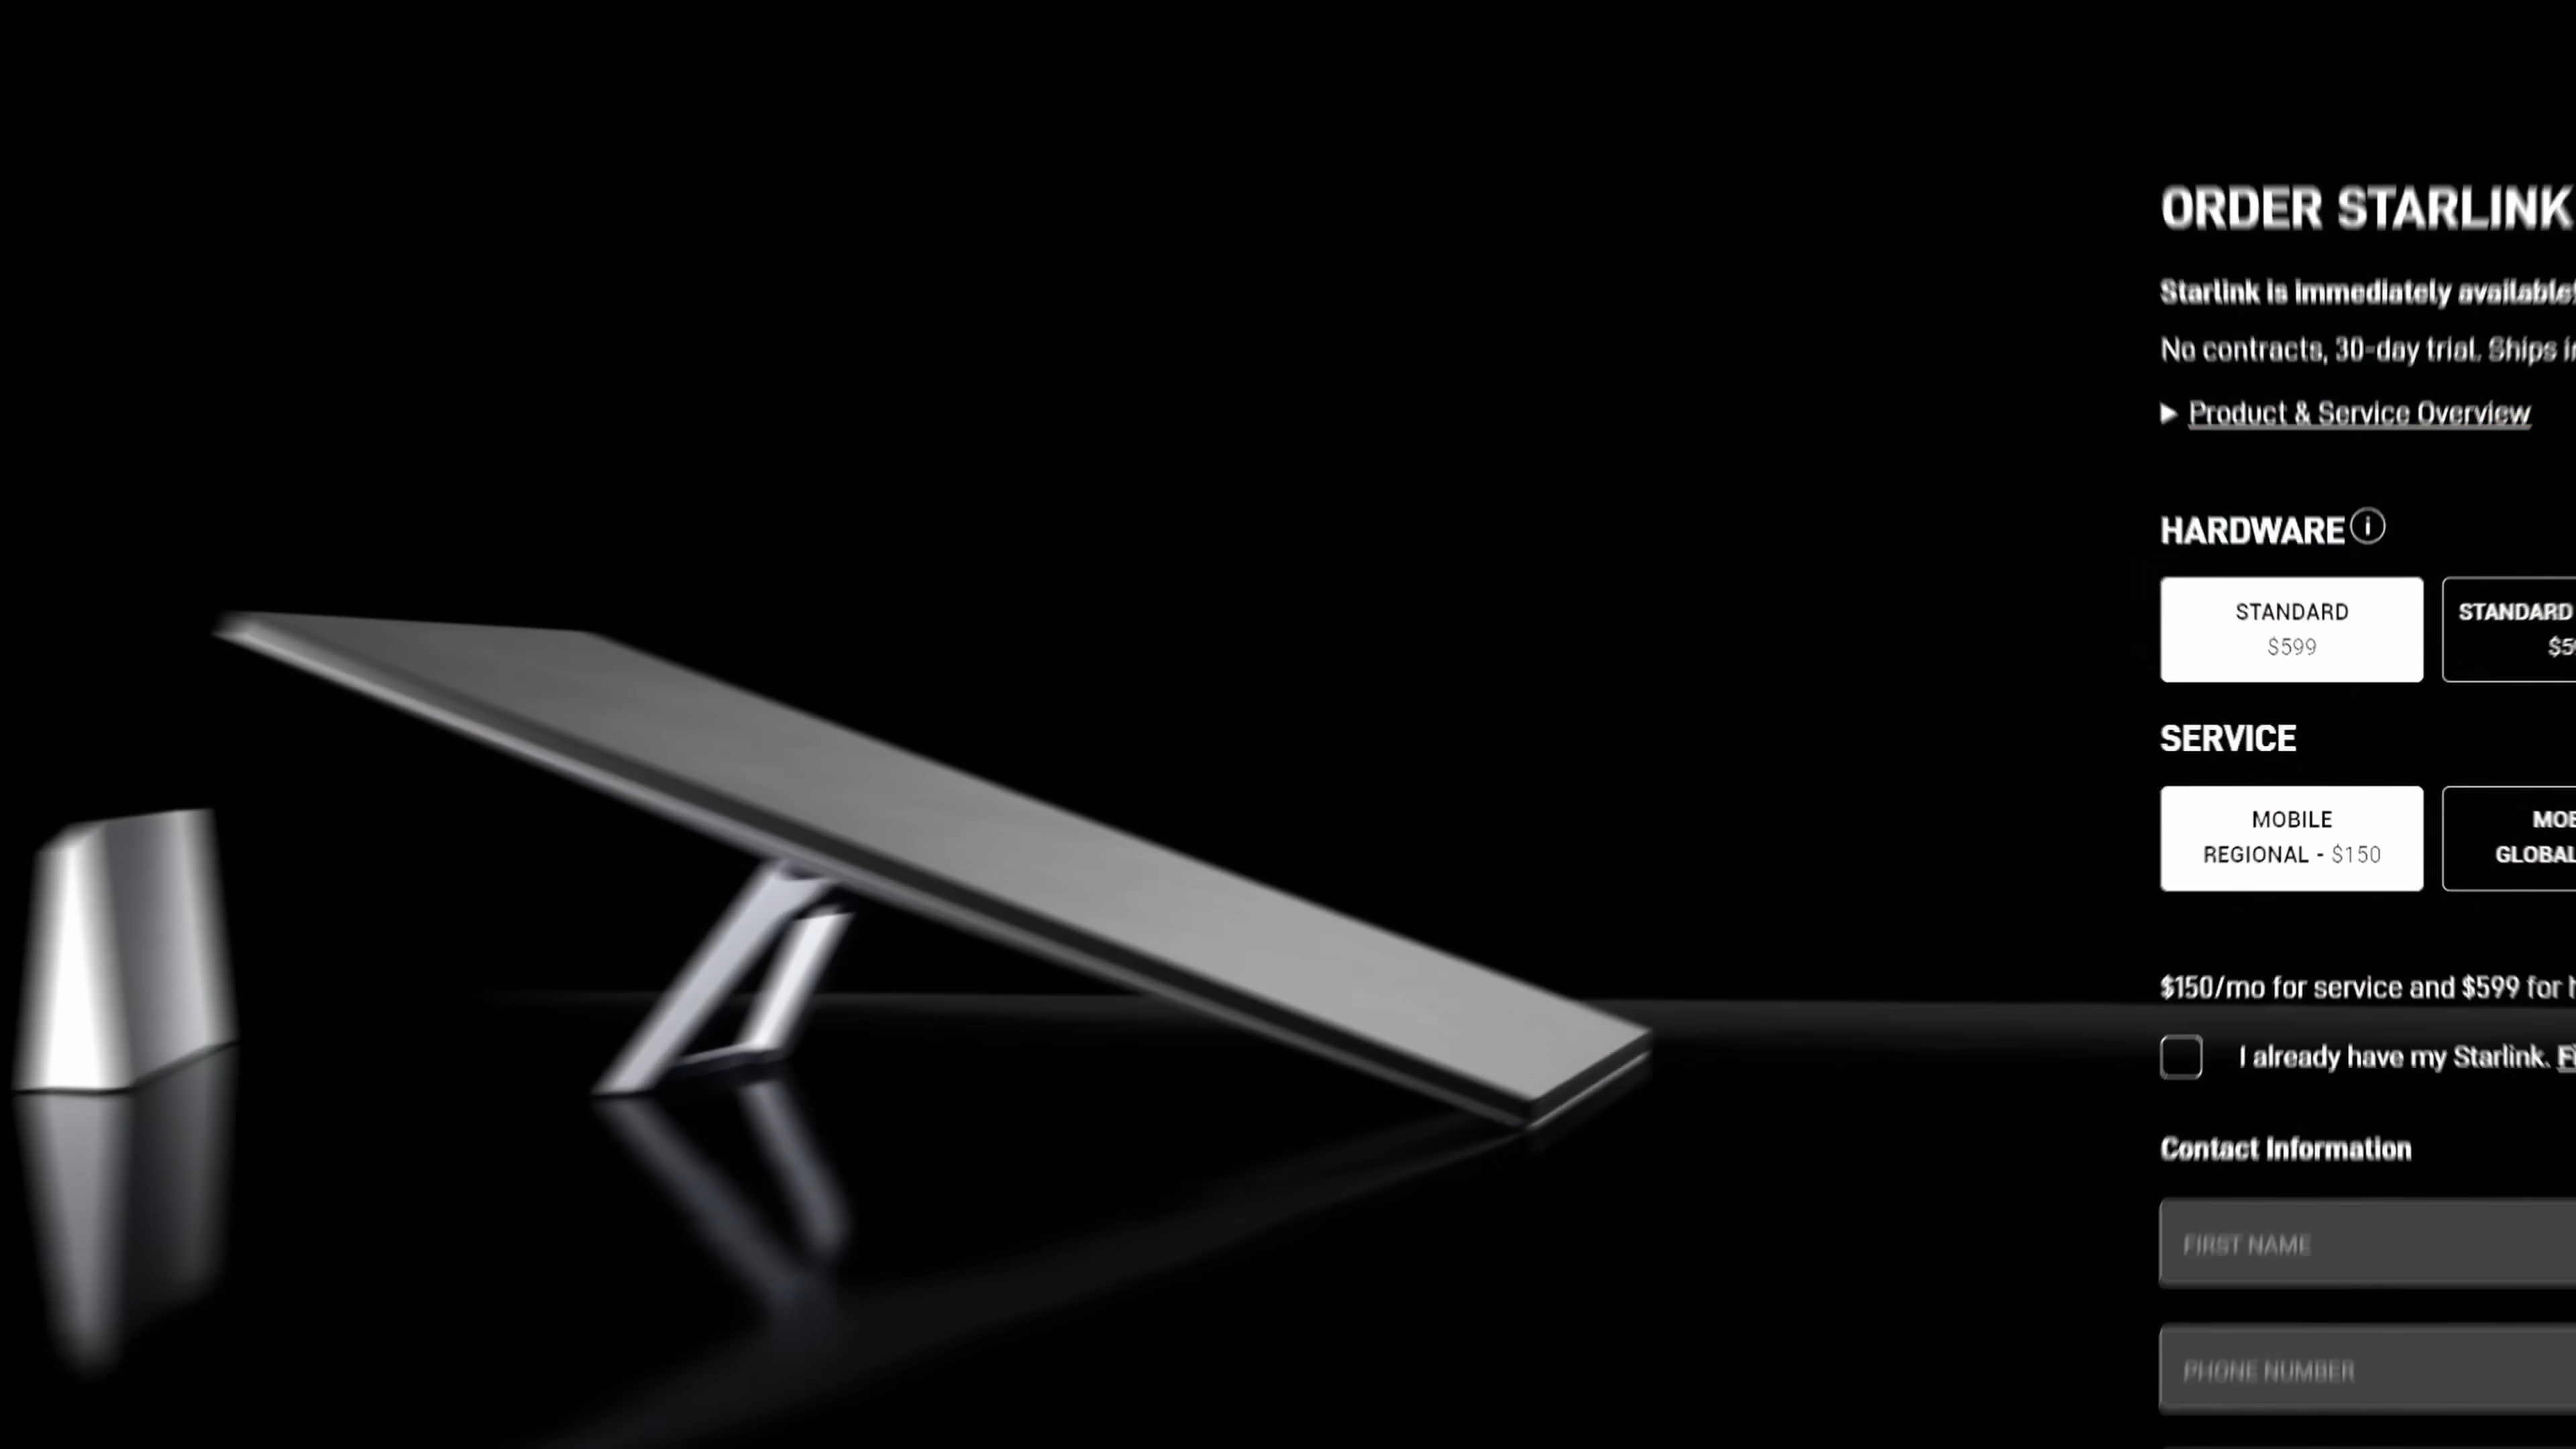 ORDER STARLINK
Starlink is immediately available
No contracts, 30-day trial. Ships
Product & Service Overview
HARDWARE
STANDARD
$599
STANDARD
SERVICE
MOBILE
REGIONAL - $150
GLOBAL
$150/mo for service and $599 for
I already have my Starlink.
Contact Information
FIRST NAME
PHONE NUMBER